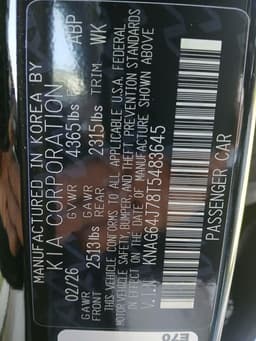 MANUFACTURED IN KOREA BY
KIA CORPORATION
02/26 GVWR 4365lbs PAINT ABP
GAWR FRONT 2513lbs GAWR REAR 2315lbs TRIM WK
THIS VEHICLE CONFORMS TO ALL APPLICABLE U.S.A. FEDERAL
MOTOR VEHICLE SAFETY, BUMPER AND THEFT PREVENTION STANDARDS
IN EFFECT ON THE DATE OF MANUFACTURE SHOWN ABOVE
V.I.N KNAG64J78T5483645
PASSENGER CAR
E70